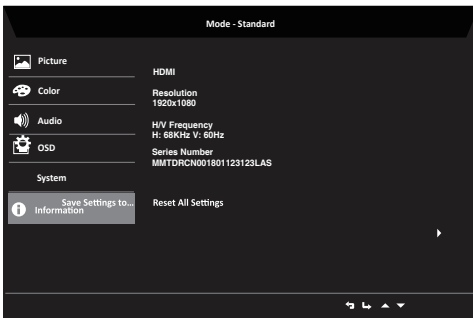 Mode - Standard
Picture
Color
Audio
OSD
System
Save Settings to...
Information
HDMI
Resolution
1920x1080
H/V Frequency
H: 68KHz V: 60Hz
Series Number
MMTDRCN001801123123LAS
Reset All Settings